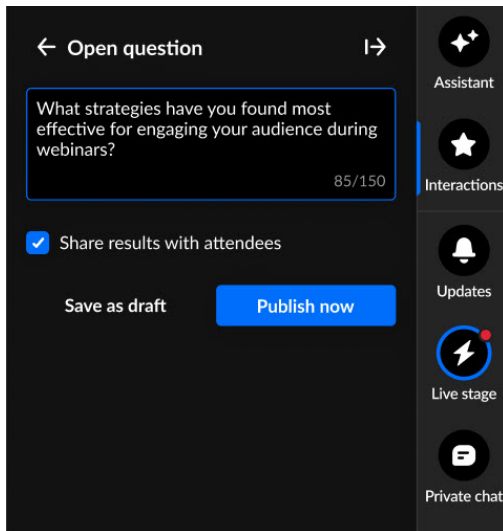 Open question
What strategies have you found most
effective for engaging your audience during
webinars?
85/150
Share results with attendees
Save as draft
Publish now
Assistant
Interactions
Updates
Live stage
Private chat